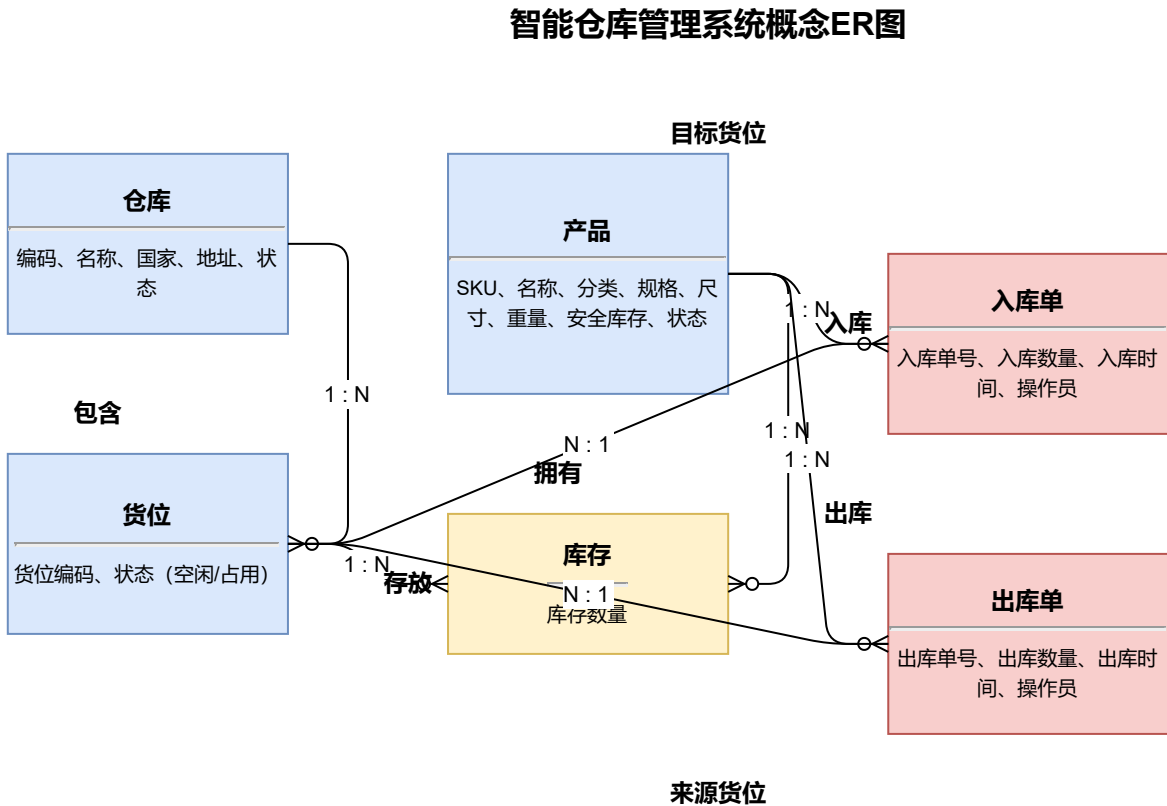 智能仓库管理系统概念ER图
目标货位
仓库
编码、名称、国家、地址、状
态
产品
SKU、名称、分类、规格、尺
寸、重量、安全库存、状态
入库单
入库单号、入库数量、入库时
间、操作员
1 : N
入库
1 : N
包含
1 : N
N : 1
1 : N
拥有
货位
货位编码、状态（空闲/占用）
出库
1 : N
存放
库存
N : 1
库存数量
出库单
出库单号、出库数量、出库时
间、操作员
来源货位